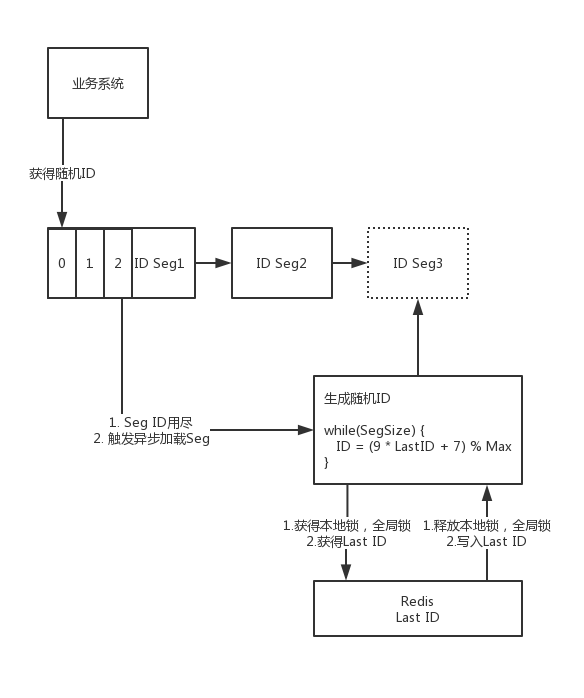 业务系统
获得随机ID
0 1 2 ID Seg1
ID Seg2
ID Seg3
1. Seg ID用尽
2. 触发异步加载Seg
生成随机ID
while(SegSize) {
ID = (9 * LastID + 7) % Max
}
1.获得本地锁，全局锁
2.获得Last ID
1.释放本地锁，全局锁
2.写入Last ID
Redis
Last ID